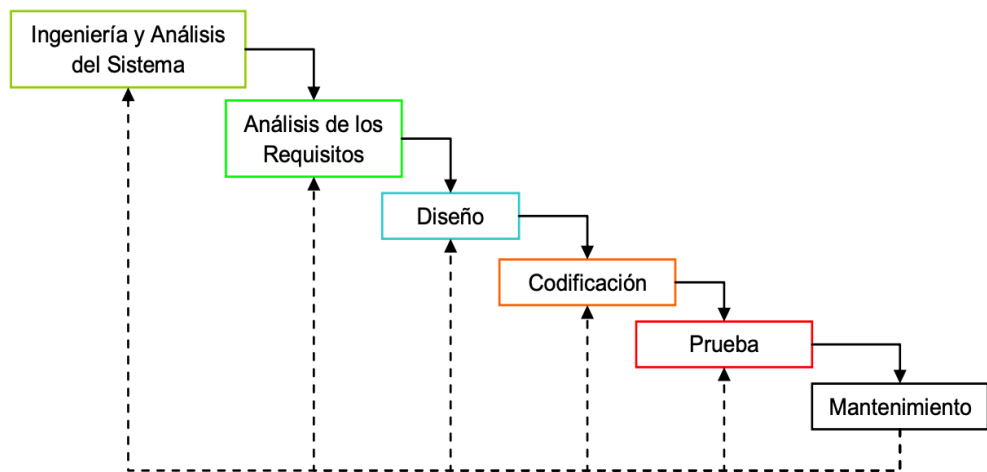 Ingeniería y Análisis
del Sistema
Análisis de los
Requisitos
Diseño
Codificación
Prueba
Mantenimiento